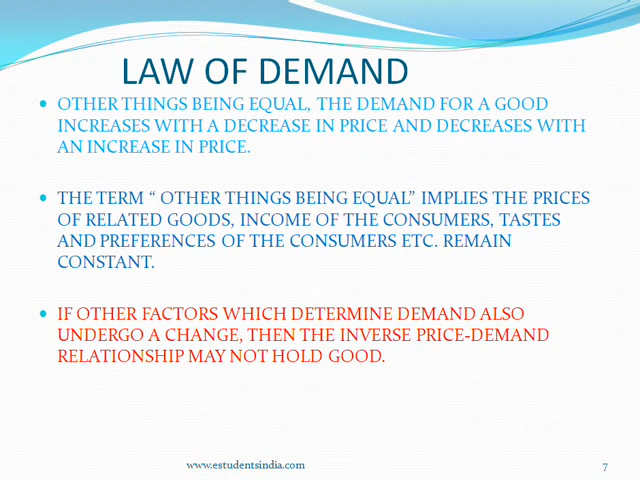 LAW OF DEMAND
• OTHER THINGS BEING EQUAL, THE DEMAND FOR A GOOD
INCREASES WITH A DECREASE IN PRICE AND DECREASES WITH
AN INCREASE IN PRICE.
• THE TERM “ OTHER THINGS BEING EQUAL” IMPLIES THE PRICES
OF RELATED GOODS, INCOME OF THE CONSUMERS, TASTES
AND PREFERENCES OF THE CONSUMERS ETC. REMAIN
CONSTANT.
• IF OTHER FACTORS WHICH DETERMINE DEMAND ALSO
UNDERGO A CHANGE, THEN THE INVERSE PRICE-DEMAND
RELATIONSHIP MAY NOT HOLD GOOD.
www.estudentsindia.com
7